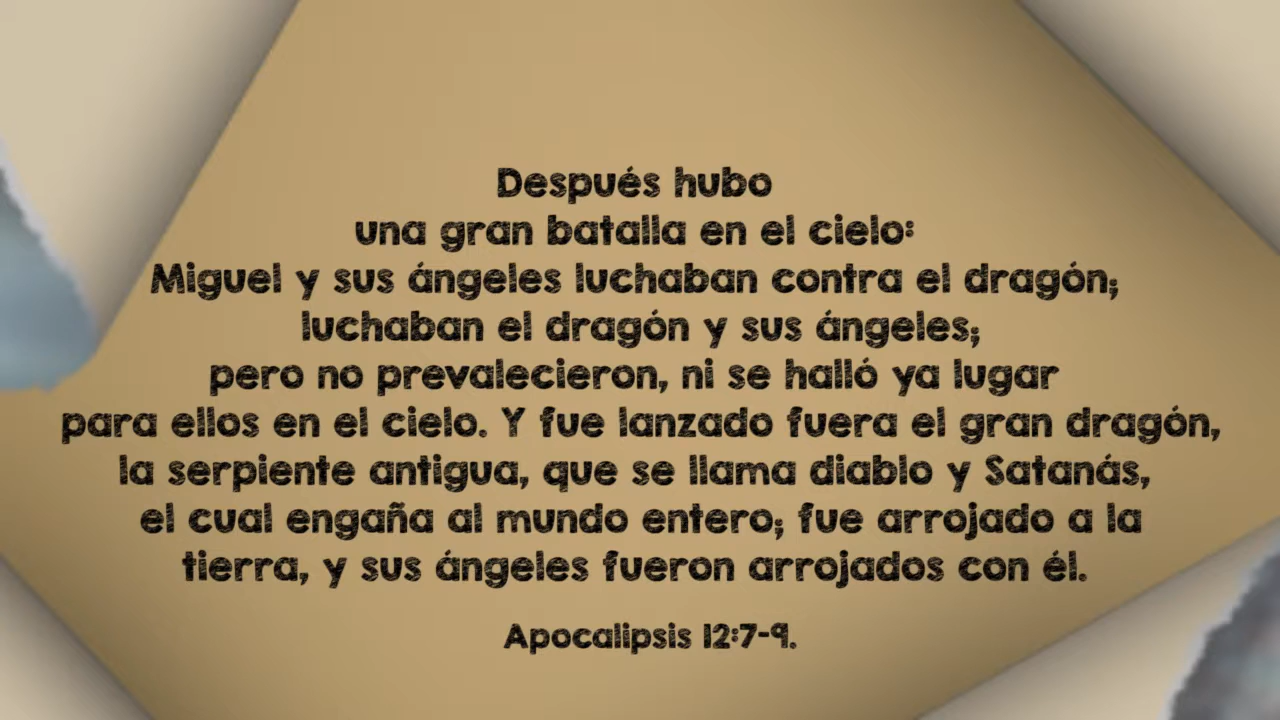 Después hubo
una gran batalla en el cielo:
Miguel y sus ángeles luchaban contra el dragón;
luchaban el dragón y sus ángeles;
pero no prevalecieron, ni se halló ya lugar
para ellos en el cielo. Y fue lanzado fuera el gran dragón,
la serpiente antigua, que se llama diablo y Satanás,
el cual engaña al mundo entero; fue arrojado a la
tierra, y sus ángeles fueron arrojados con él.
Apocalipsis 12:7-9.